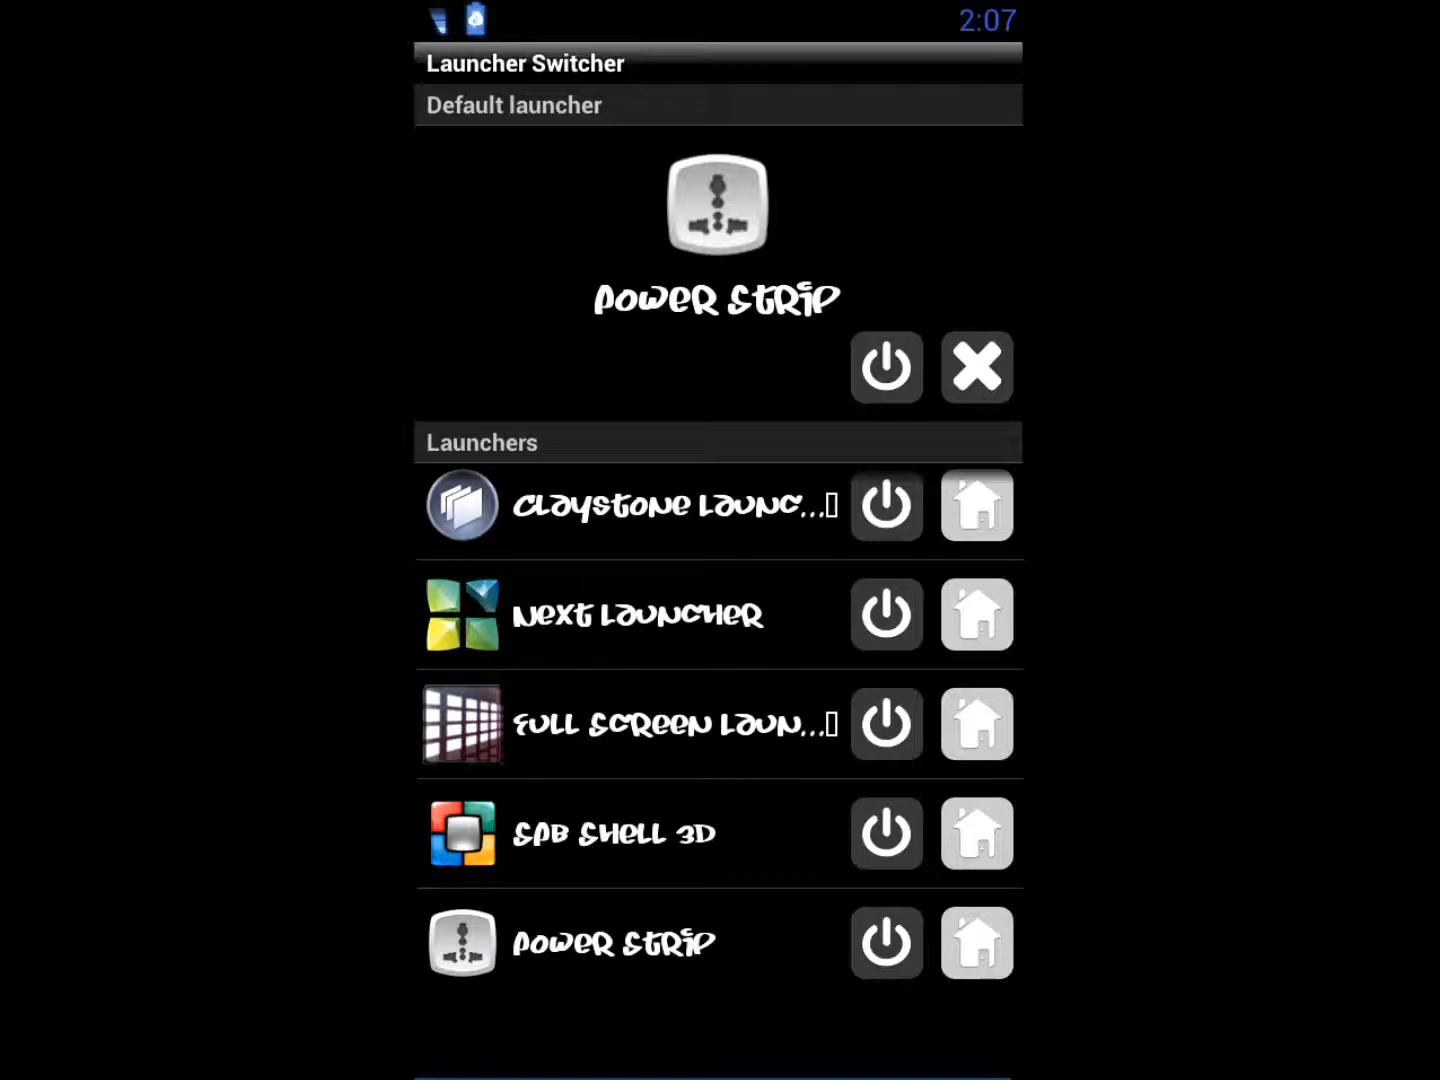 2:07
Launcher Switcher
Default launcher
Power Strip
Launchers
Claystone Launc...
Next Launcher
Full Screen Laun...
SPB Shell 3D
Power Strip